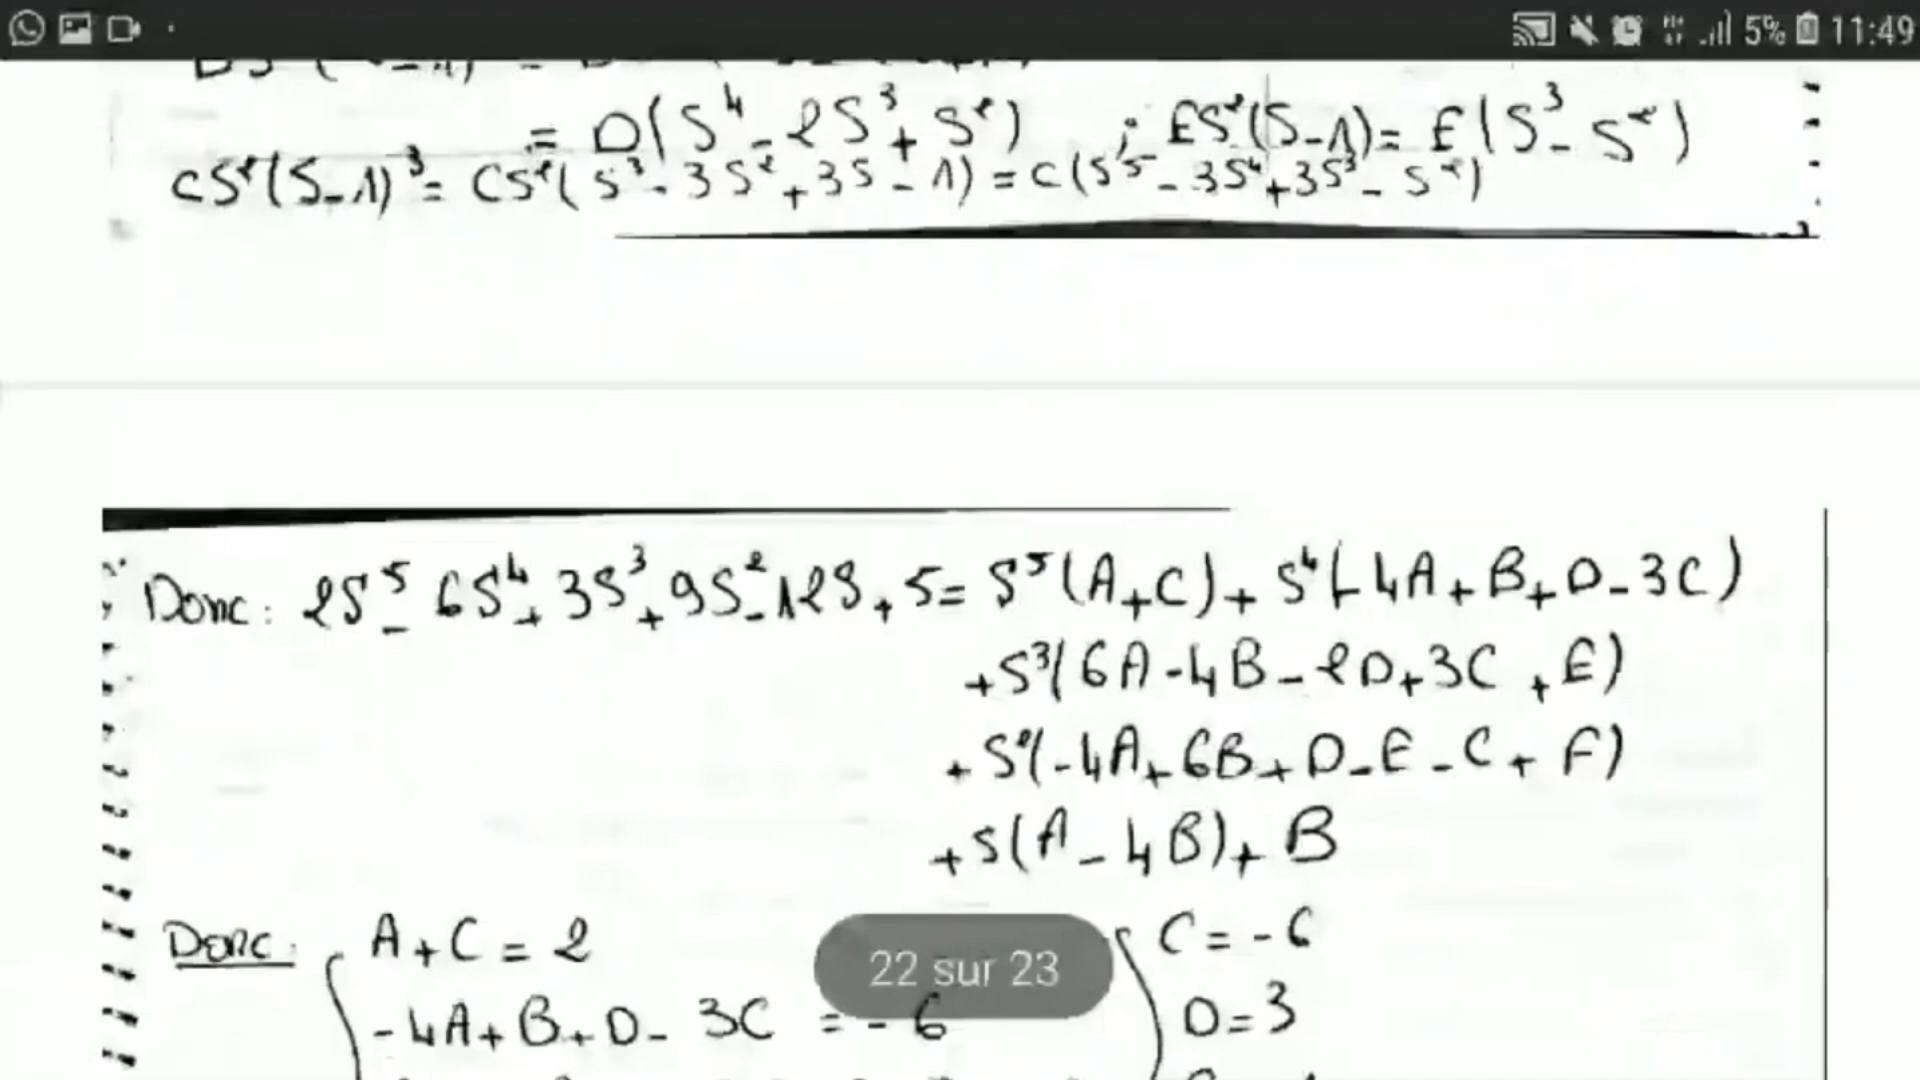 5% 11:49
= D(S⁴ - 2S³ + S²) ; ES²(S-1) = E(S³ - S²)
CS²(S-1)³ = CS²(S³ - 3S² + 3S - 1) = C(S⁵ - 3S⁴ + 3S³ - S²)
Donc : 2S⁵ - 6S⁴ + 3S³ + 9S² - 12S + 5 = S⁵(A+C) + S⁴(-4A + B + D - 3C)
+ S³(6A - 4B - 2D + 3C + E)
+ S²(-4A + 6B + D - E - C + F)
+ S(A - 4B) + B
Donc : A + C = 2 C = -6
22 sur 23
-4A + B + D - 3C = -6 D = 3